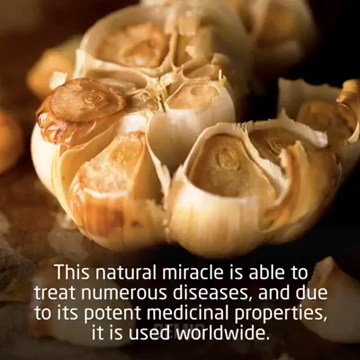 This natural miracle is able to
treat numerous diseases, and due
to its potent medicinal properties,
it is used worldwide.